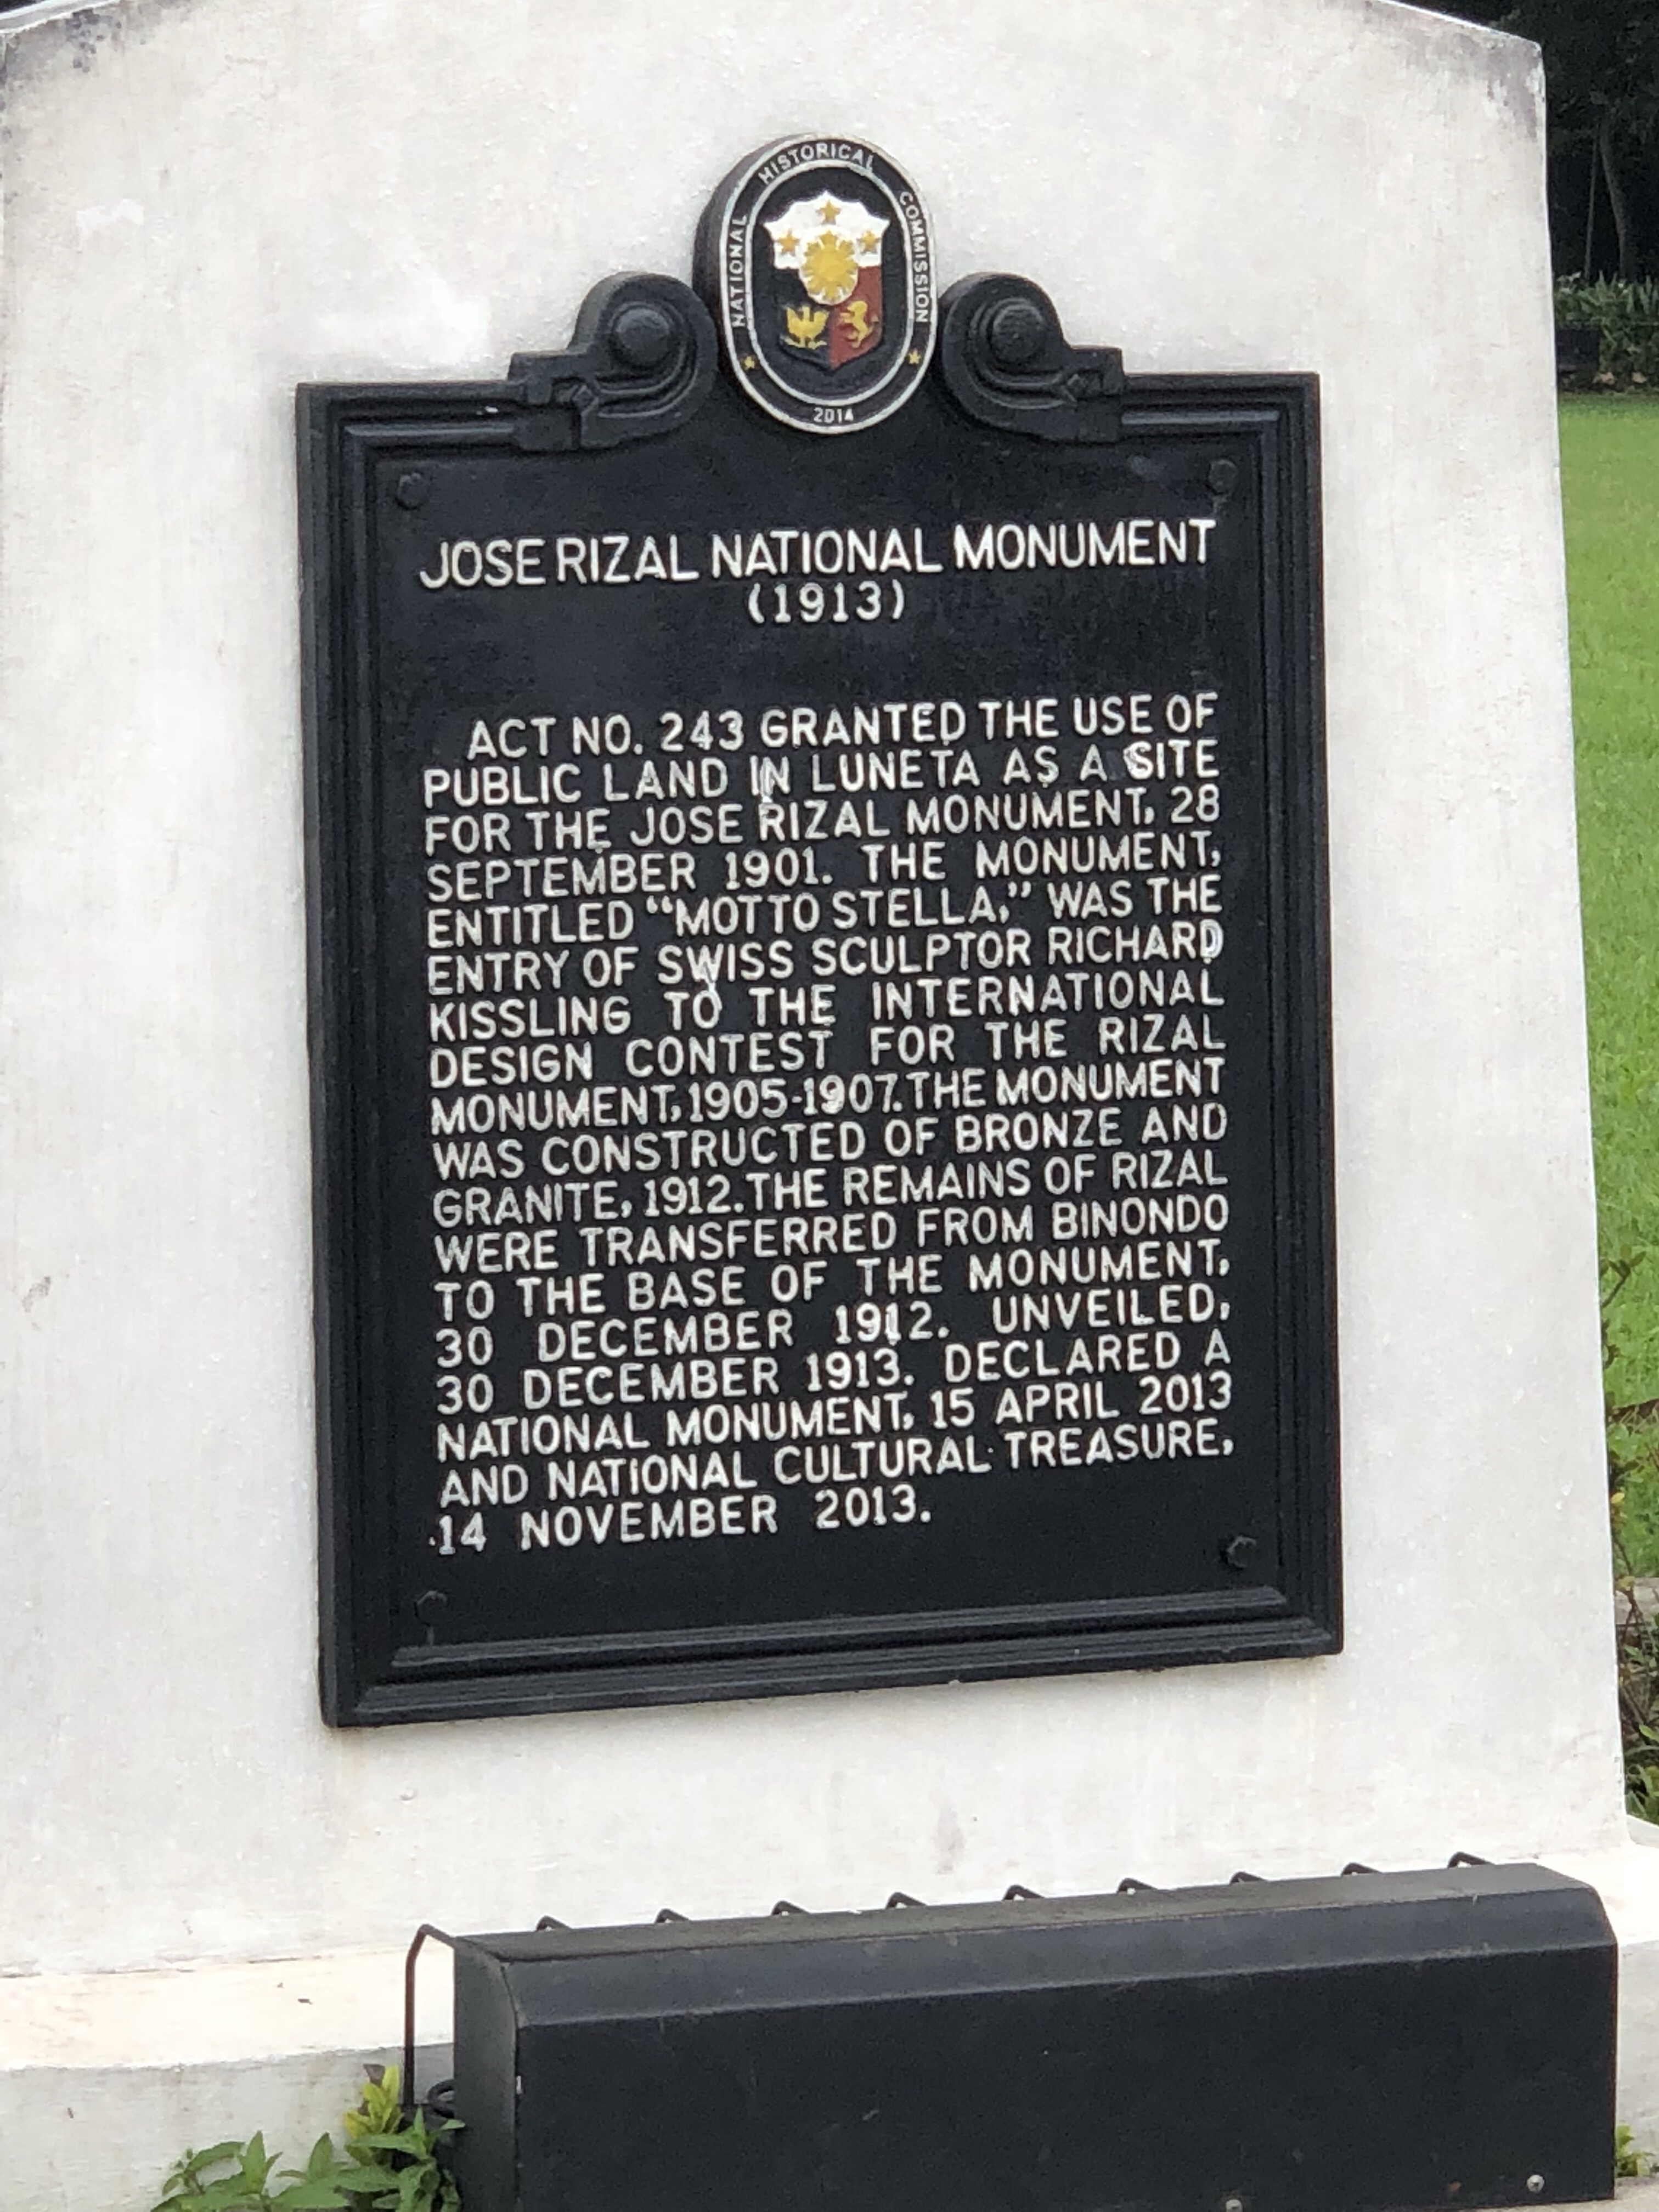 NATIONAL HISTORICAL COMMISSION
2014
JOSE RIZAL NATIONAL MONUMENT
(1913)
ACT NO. 243 GRANTED THE USE OF
PUBLIC LAND IN LUNETA AS A SITE
FOR THE JOSE RIZAL MONUMENT, 28
SEPTEMBER 1901. THE MONUMENT,
ENTITLED "MOTTO STELLA," WAS THE
ENTRY OF SWISS SCULPTOR RICHARD
KISSLING TO THE INTERNATIONAL
DESIGN CONTEST FOR THE RIZAL
MONUMENT, 1905-1907. THE MONUMENT
WAS CONSTRUCTED OF BRONZE AND
GRANITE, 1912. THE REMAINS OF RIZAL
WERE TRANSFERRED FROM BINONDO
TO THE BASE OF THE MONUMENT,
30 DECEMBER 1912. UNVEILED,
30 DECEMBER 1913. DECLARED A
NATIONAL MONUMENT, 15 APRIL 2013
AND NATIONAL CULTURAL TREASURE,
14 NOVEMBER 2013.